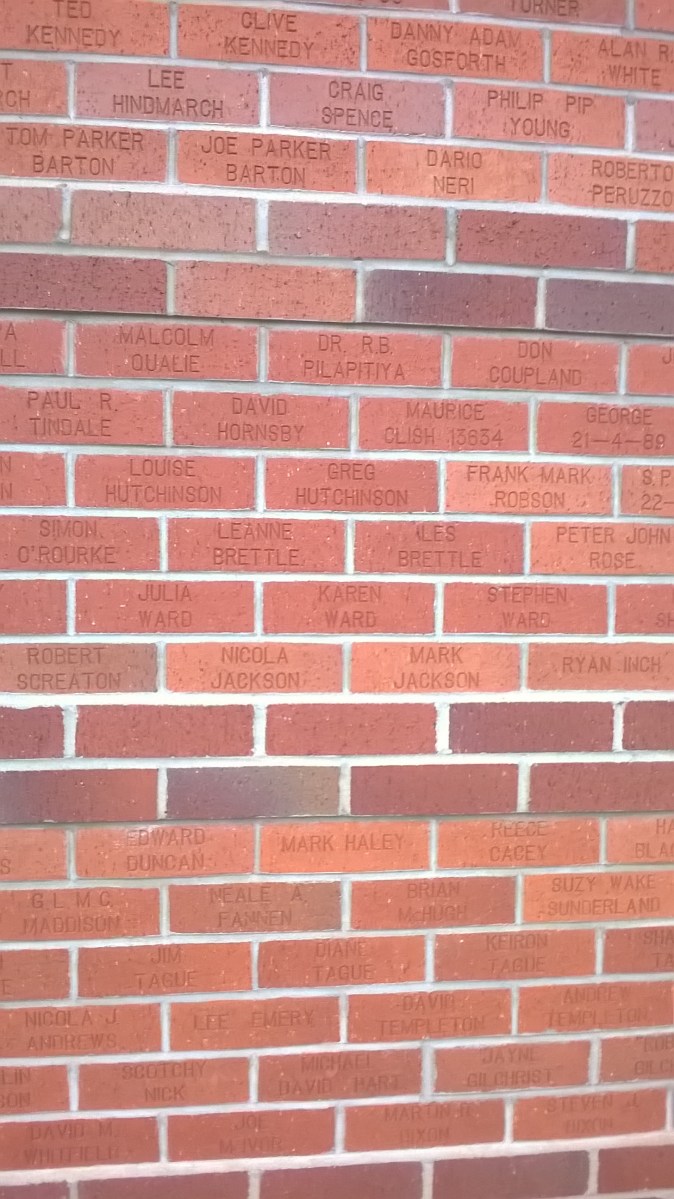 TURNER
TED
KENNEDY
CLIVE
KENNEDY
DANNY ADAM
GOSFORTH
ALAN R.
WHITE
LEE
HINDMARCH
CRAIG
SPENCE
PHILIP PIP
YOUNG
TOM PARKER
BARTON
JOE PARKER
BARTON
DARIO
NERI
ROBERTO
PERUZZO
MALCOLM
QUALIE
DR. R.B.
PILAPITIYA
DON
COUPLAND
PAUL R.
TINDALE
DAVID
HORNSBY
MAURICE
CLISH 13634
GEORGE
21-4-89
LOUISE
HUTCHINSON
GREG
HUTCHINSON
FRANK MARK
ROBSON
S.P.
22-
SIMON
O'ROURKE
LEANNE
BRETTLE
LES
BRETTLE
PETER JOHN
ROSE
JULIA
WARD
KAREN
WARD
STEPHEN
WARD
ROBERT
SCREATON
NICOLA
JACKSON
MARK
JACKSON
RYAN INCH
EDWARD
DUNCAN
MARK HALEY
REECE
CACEY
G L M C
MADDISON
NEALE A.
FANNEN
BRIAN
McHUGH
SUZY WAKE
SUNDERLAND
JIM
TAGUE
DIANE
TAGUE
KEIRON
TAGUE
NICOLA J
ANDREWS
LEE EMERY
DAVID
TEMPLETON
ANDREW
TEMPLETON
SCOTCHY
NICK
MICHAEL
DAVID HART
JAYNE
GILCHRIST
DAVID M.
WHITFIELD
JOE
McIVOR
MARTIN
DIXON
STEVEN
DIXON